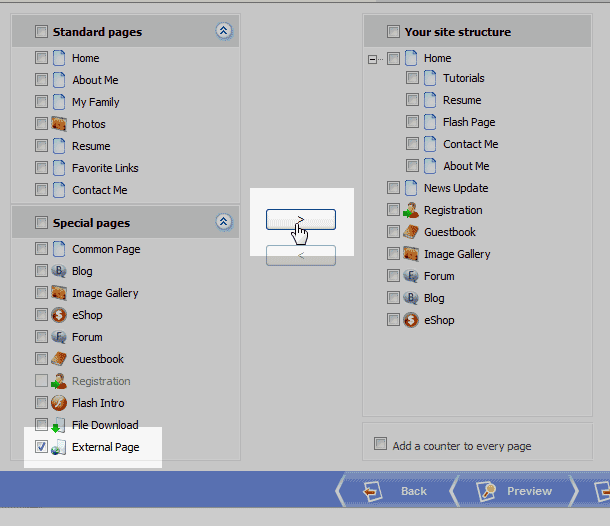 Standard pages
Home
About Me
My Family
Photos
Resume
Favorite Links
Contact Me
Special pages
Common Page
Blog
Image Gallery
eShop
Forum
Guestbook
Registration
Flash Intro
File Download
External Page
>
<
Your site structure
Home
Tutorials
Resume
Flash Page
Contact Me
About Me
News Update
Registration
Guestbook
Image Gallery
Forum
Blog
eShop
Add a counter to every page
Back
Preview